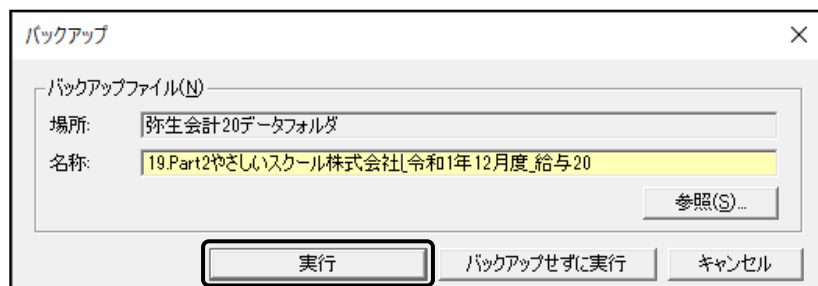 バックアップ
バックアップファイル(N)
場所: 弥生会計20データフォルダ
名称: 19.Part2やさしいスクール株式会社_令和1年12月度_給与20
参照(S)...
実行 バックアップせずに実行 キャンセル